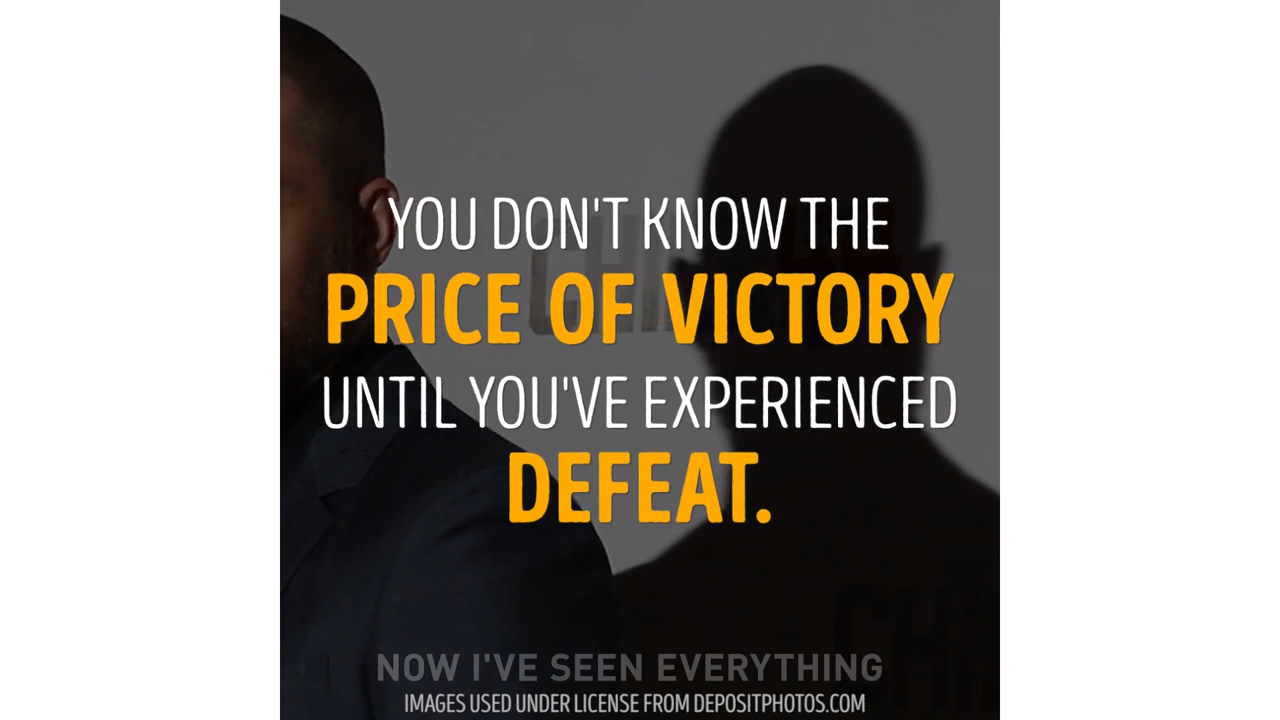 YOU DON'T KNOW THE
PRICE OF VICTORY
UNTIL YOU'VE EXPERIENCED
DEFEAT.
NOW I'VE SEEN EVERYTHING
IMAGES USED UNDER LICENSE FROM DEPOSITPHOTOS.COM